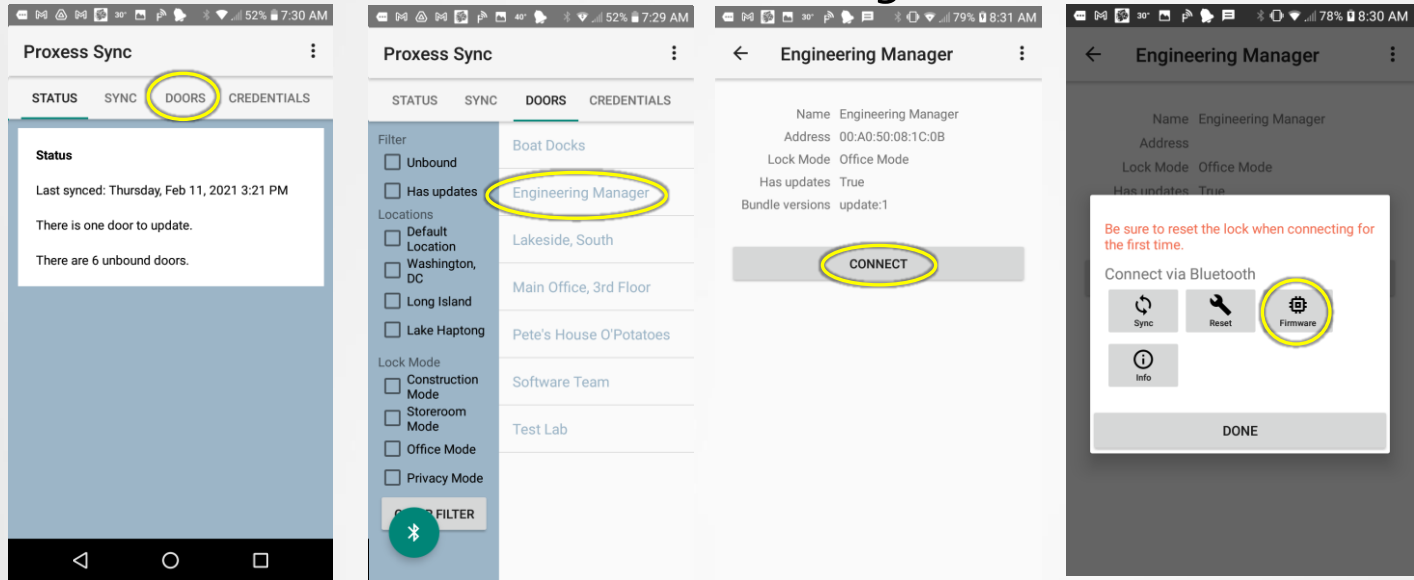 30° 52% 7:30 AM
Proxess Sync
STATUS SYNC DOORS CREDENTIALS
Status
Last synced: Thursday, Feb 11, 2021 3:21 PM
There is one door to update.
There are 6 unbound doors.
40° 52% 7:29 AM
Proxess Sync
STATUS SYNC DOORS CREDENTIALS
Filter
Unbound
Has updates
Locations
Default
Location
Washington,
DC
Long Island
Lake Haptong
Lock Mode
Construction
Mode
Storeroom
Mode
Office Mode
Privacy Mode
FILTER
Boat Docks
Engineering Manager
Lakeside, South
Main Office, 3rd Floor
Pete's House O'Potatoes
Software Team
Test Lab
30° 79% 8:31 AM
Engineering Manager
Name Engineering Manager
Address 00:A0:50:08:1C:0B
Lock Mode Office Mode
Has updates True
Bundle versions update:1
CONNECT
30° 78% 8:30 AM
Engineering Manager
Name Engineering Manager
Address
Lock Mode Office Mode
Has updates True
Be sure to reset the lock when connecting for
the first time.
Connect via Bluetooth
Sync Reset Firmware
Info
DONE